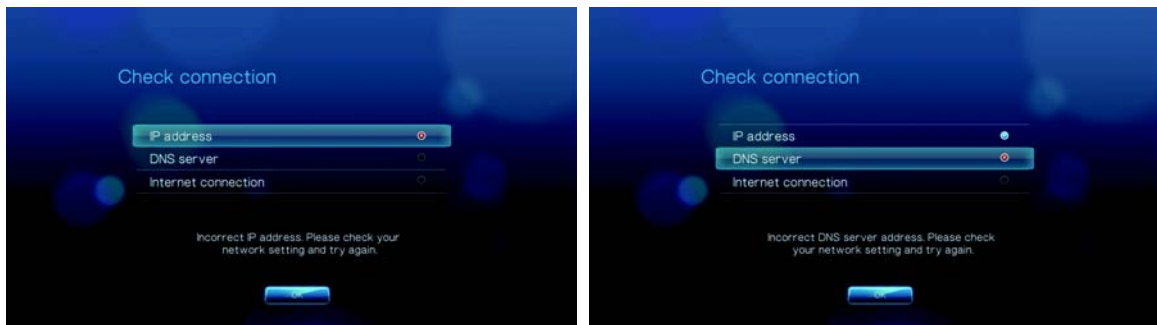 Check connection
IP address
DNS server
Internet connection
Incorrect IP address. Please check your
network setting and try again.
OK
Check connection
IP address
DNS server
Internet connection
Incorrect DNS server address. Please check
your network setting and try again.
OK